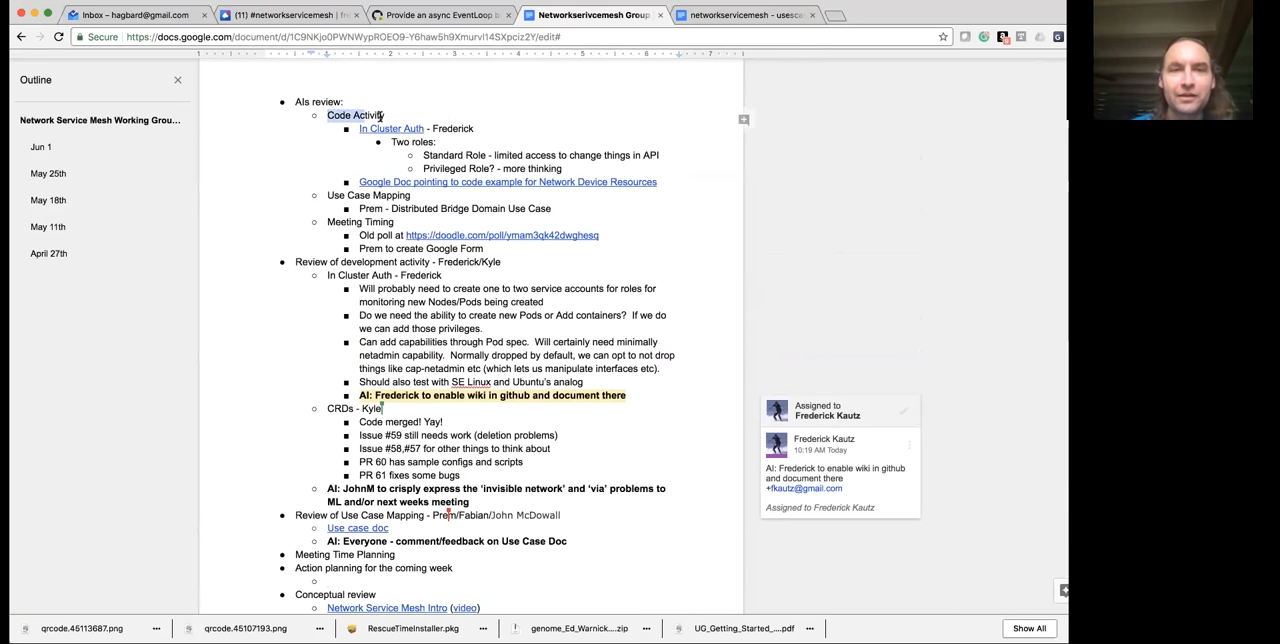 Inbox – hagbard@gmail.com
(11) #networkservicemesh | fre
Provide an async EventLoop b
Networkserivcemesh Group
networkservicemesh - usesca
Secure
https://docs.google.com/document/d/1C9NKjo0PWNWypROEO9-Y6haw5h9Xmurvl14SXpciz2Y/edit#
1 1 2 3 4 5 6 7
Outline
Network Service Mesh Working Grou...
Jun 1
May 25th
May 18th
May 11th
April 27th
AIs review:
Code Activity
In Cluster Auth - Frederick
Two roles:
Standard Role - limited access to change things in API
Privileged Role? - more thinking
Google Doc pointing to code example for Network Device Resources
Use Case Mapping
Prem - Distributed Bridge Domain Use Case
Meeting Timing
Old poll at https://doodle.com/poll/ymam3qk42dwghesq
Prem to create Google Form
Review of development activity - Frederick/Kyle
In Cluster Auth - Frederick
Will probably need to create one to two service accounts for roles for
monitoring new Nodes/Pods being created
Do we need the ability to create new Pods or Add containers?  If we do
we can add those privileges.
Can add capabilities through Pod spec.  Will certainly need minimally
netadmin capability.  Normally dropped by default, we can opt to not drop
things like cap-netadmin etc (which lets us manipulate interfaces etc).
Should also test with SE Linux and Ubuntu's analog
AI: Frederick to enable wiki in github and document there
CRDs - Kyle
Code merged! Yay!
Issue #59 still needs work (deletion problems)
Issue #58,#57 for other things to think about
PR 60 has sample configs and scripts
PR 61 fixes some bugs
AI: JohnM to crisply express the 'invisible network' and 'via' problems to
ML and/or next weeks meeting
Review of Use Case Mapping - Prem/Fabian/John McDowall
Use case doc
AI: Everyone - comment/feedback on Use Case Doc
Meeting Time Planning
Action planning for the coming week
Conceptual review
Network Service Mesh Intro (video)
Assigned to
Frederick Kautz
Frederick Kautz
10:19 AM Today
AI: Frederick to enable wiki in github
and document there
+fkautz@gmail.com
Assigned to Frederick Kautz
qrcode.45113687.png
qrcode.45107193.png
RescueTimeInstaller.pkg
genome_Ed_Warnick....zip
UG_Getting_Started_....pdf
Show All